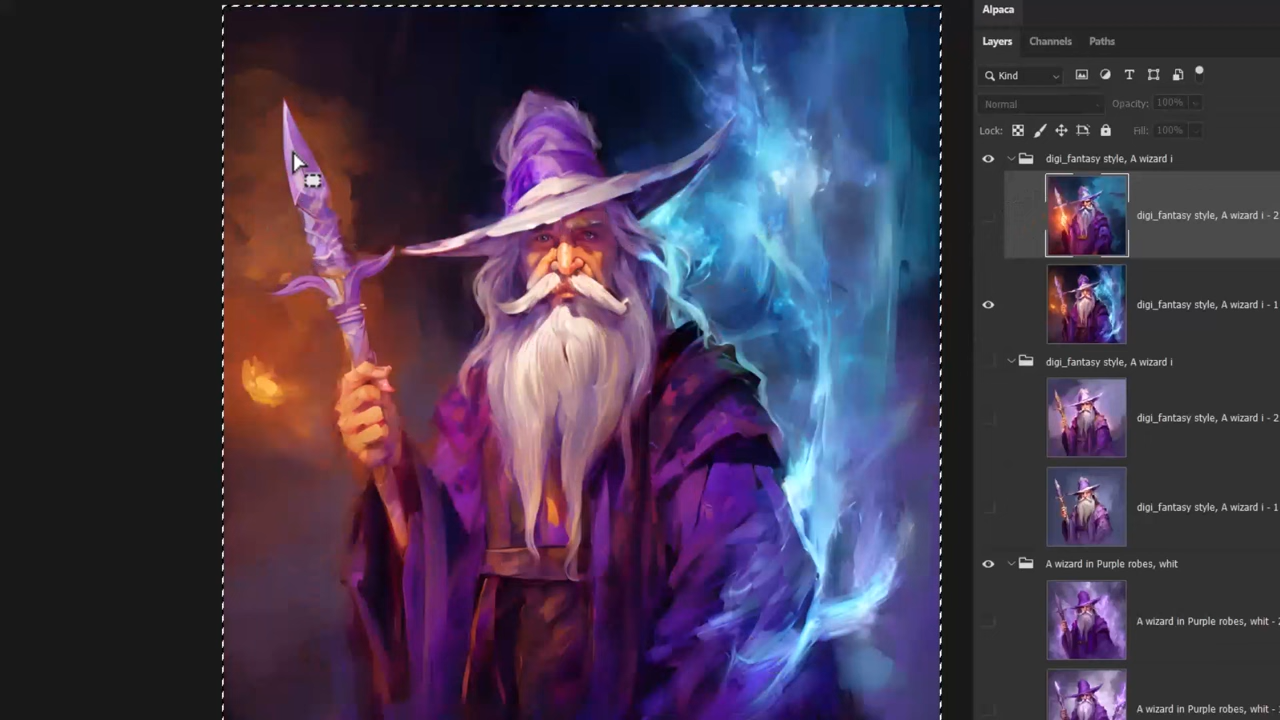 Alpaca
Layers Channels Paths
Kind
Normal Opacity: 100%
Lock: Fill: 100%
digi_fantasy style, A wizard i
digi_fantasy style, A wizard i - 2
digi_fantasy style, A wizard i - 1
digi_fantasy style, A wizard i
digi_fantasy style, A wizard i - 2
digi_fantasy style, A wizard i - 1
A wizard in Purple robes, whit
A wizard in Purple robes, whit - 2
A wizard in Purple robes, whit -